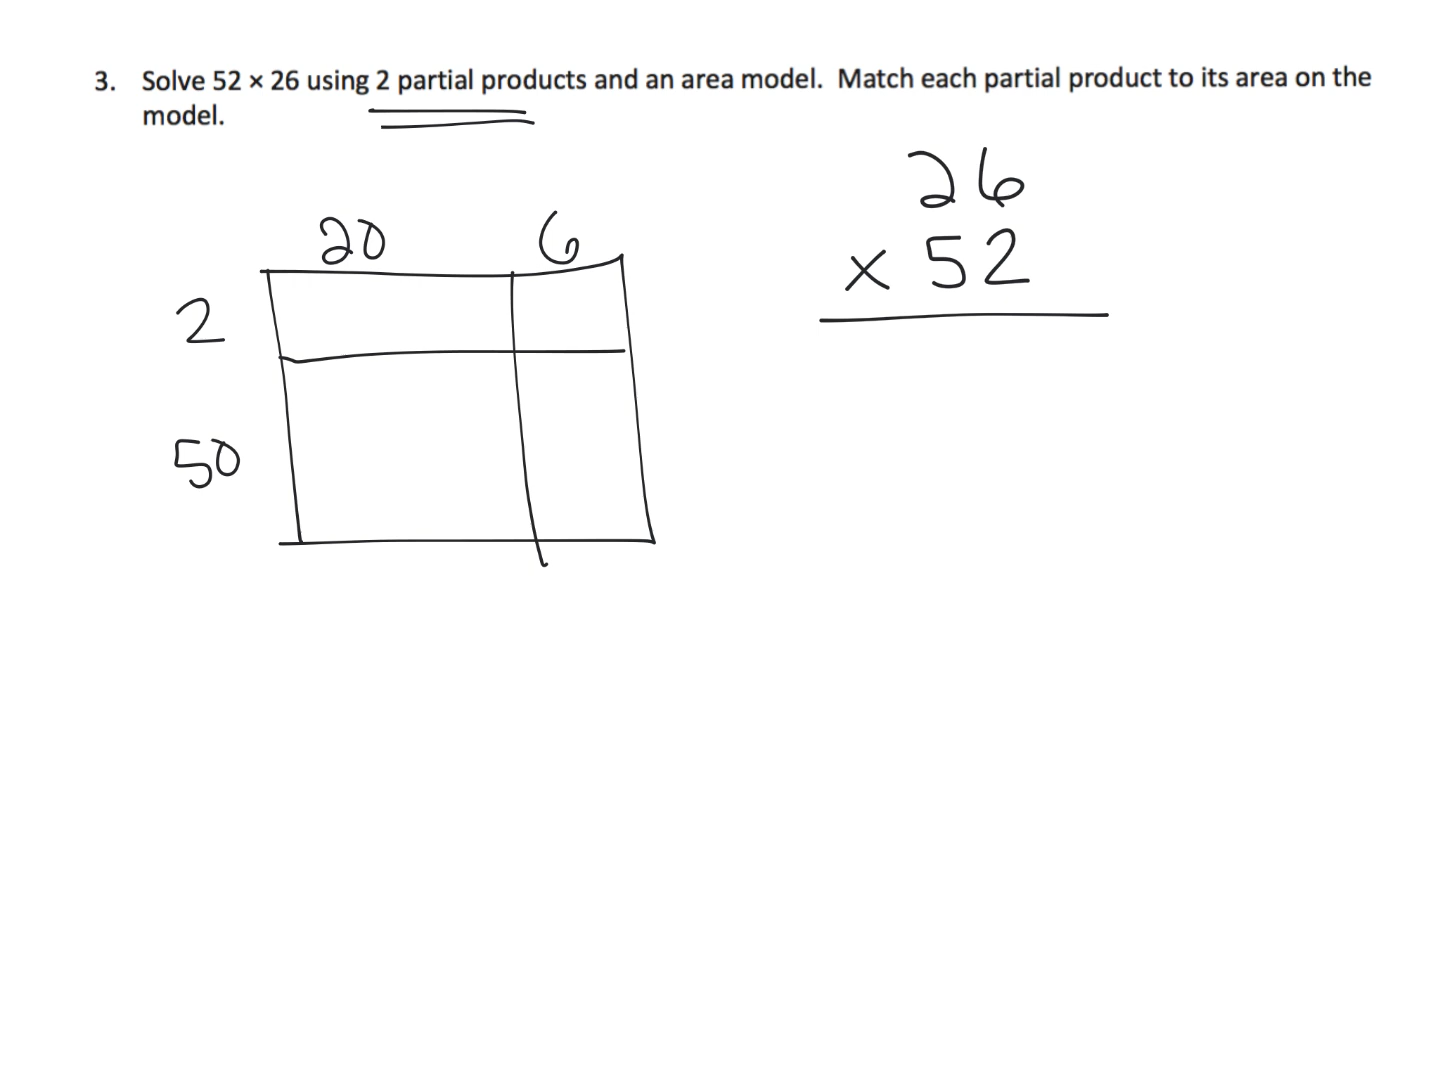 3. Solve 52 × 26 using 2 partial products and an area model. Match each partial product to its area on the
model.
26
× 52
20 6
2
50